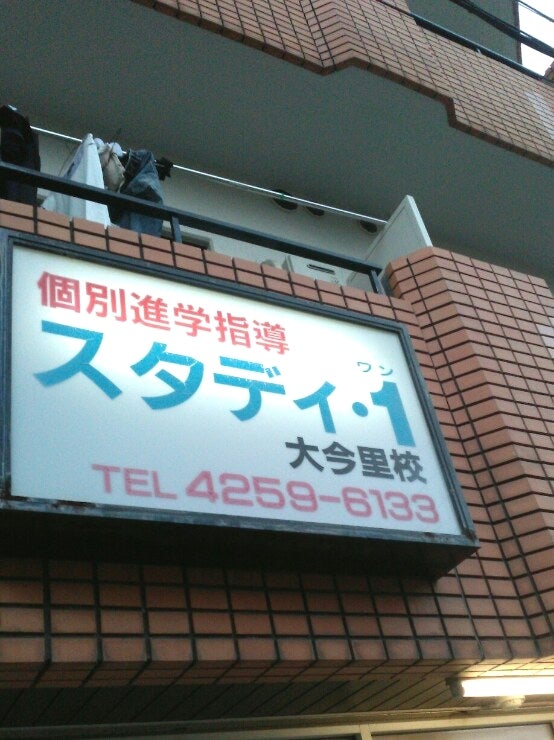 個別進学指導
スタディ・1
ワン
大今里校
TEL 4259-6133